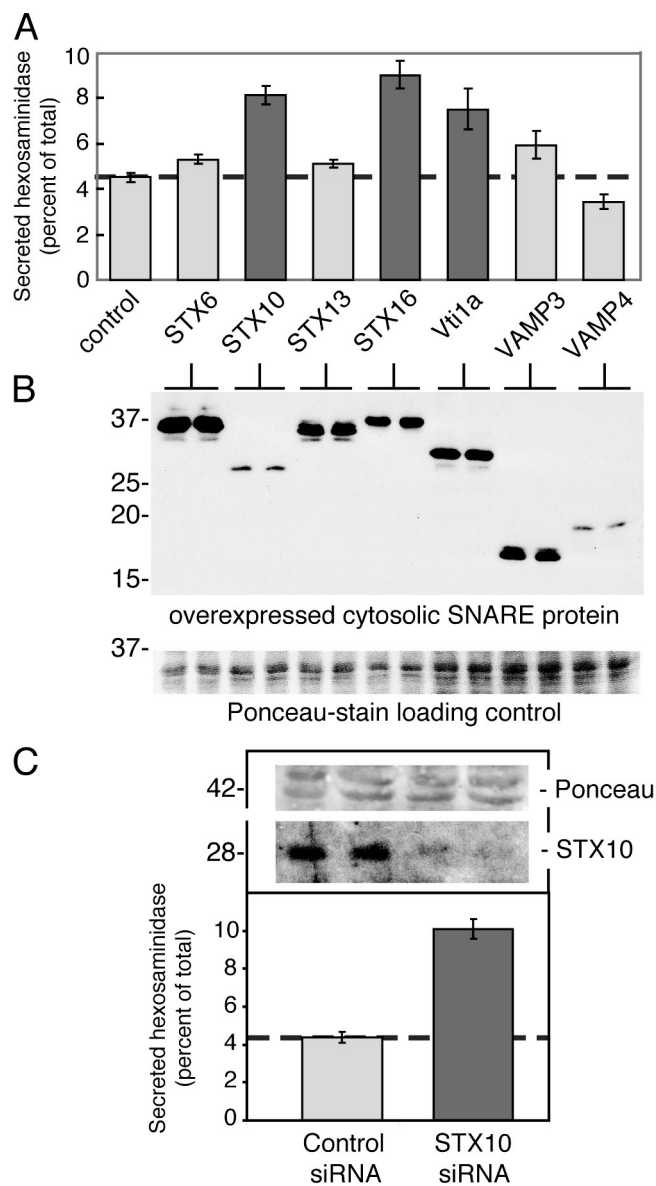 A
Secreted hexosaminidase
(percent of total)
10
8
6
4
2
0
control
STX6
STX10
STX13
STX16
Vti1a
VAMP3
VAMP4
B
37-
25-
20-
15-
overexpressed cytosolic SNARE protein
37-
Ponceau-stain loading control
C
42-
- Ponceau
28-
- STX10
Secreted hexosaminidase
(percent of total)
10
8
6
4
2
0
Control
siRNA
STX10
siRNA